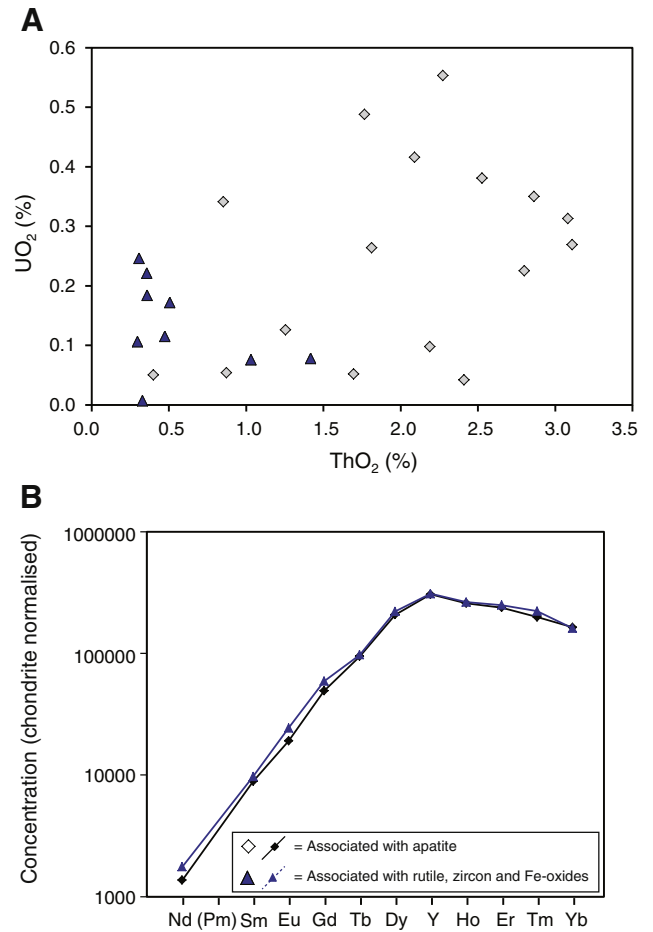 A
0.6
0.5
0.4
0.3
0.2
0.1
0.0
UO2 (%)
0.0 0.5 1.0 1.5 2.0 2.5 3.0 3.5
ThO2 (%)
B
1000000
100000
10000
1000
Concentration (chondrite normalised)
= Associated with apatite
= Associated with rutile, zircon and Fe-oxides
Nd (Pm) Sm Eu Gd Tb Dy Y Ho Er Tm Yb